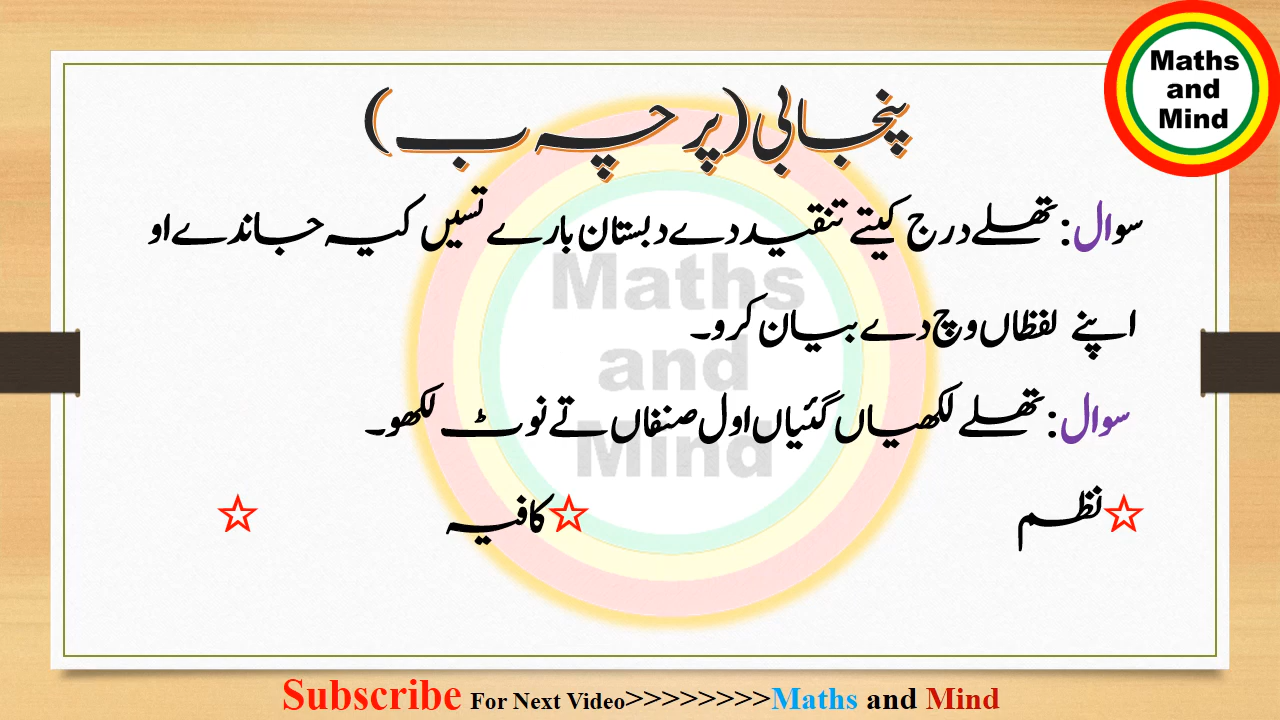 Maths
and
Mind
پنجابی (پرچہ ب)
سوال: تھلے درج کیتے تنقید دے دبستان بارے تسیں کیہ جاندے او
اپنے لفظاں وچ دے بیان کرو۔
سوال: تھلے لکھیاں گئیاں اول صنفاں تے نوٹ لکھو۔
☆نظم ☆کافیہ ☆
Maths
and
Mind
Subscribe For Next Video>>>>>>>>Maths and Mind